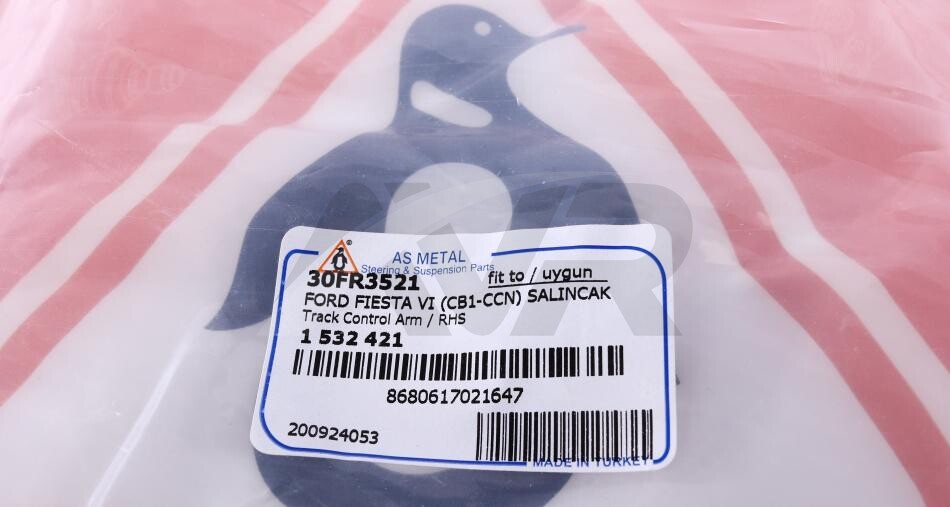 AS METAL
Steering & Suspension Parts
30FR3521 fit to / uygun
FORD FIESTA VI (CB1-CCN) SALINCAK
Track Control Arm / RHS
1 532 421
8680617021647
200924053
MADE IN TURKEY